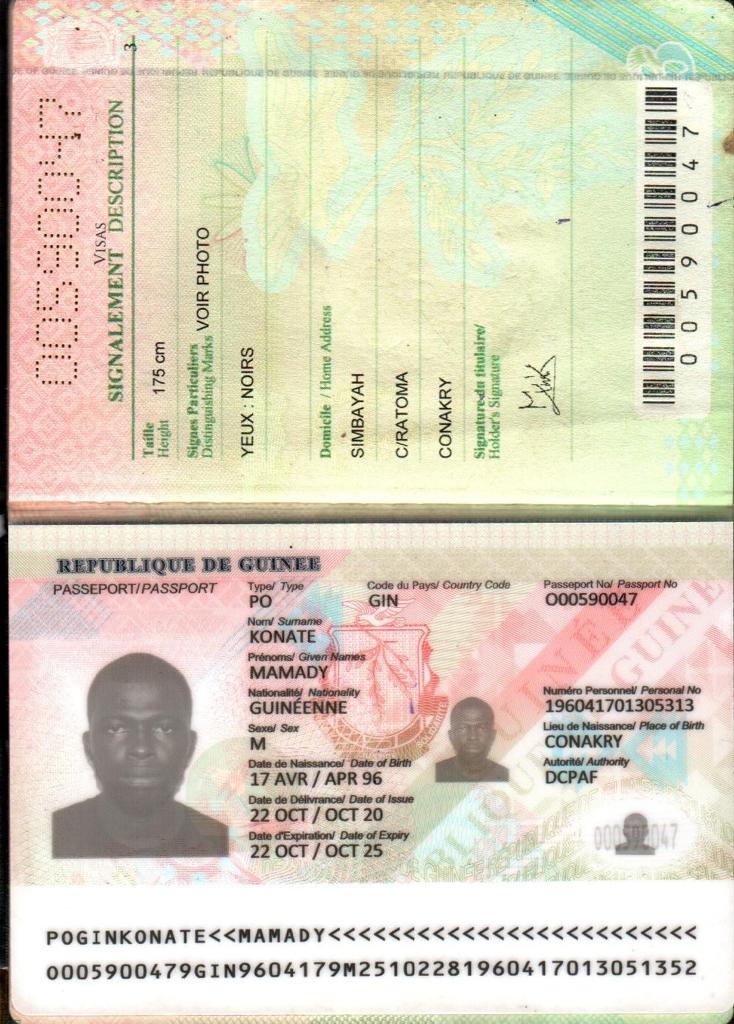 0059004?
VISAS
3
SIGNALEMENT DESCRIPTION
Taille
Height 175 cm
Signes Particuliers
Distinguishing Marks VOIR PHOTO
YEUX : NOIRS
Domicile / Home Address
SIMBAYAH
C/RATOMA
CONAKRY
Signature du titulaire/
Holder's Signature
0 0 5 9 0 0 4 7
REPUBLIQUE DE GUINEE
PASSEPORT/PASSPORT
Type/ Type
Code du Pays/ Country Code
Passeport No/ Passport No
PO
GIN
O00590047
Nom/ Surname
KONATE
Prénoms/ Given Names
MAMADY
Nationalité/ Nationality
GUINÉENNE
Numéro Personnel/ Personal No
196041701305313
Sexe/ Sex
M
Lieu de Naissance/ Place of Birth
CONAKRY
Date de Naissance/ Date of Birth
17 AVR / APR 96
Autorité/ Authority
DCPAF
Date de Délivrance/ Date of Issue
22 OCT / OCT 20
Date d'Expiration/ Date of Expiry
22 OCT / OCT 25
POGINKONATE<<MAMADY<<<<<<<<<<<<<<<<<<<<<<<<<
O005900479GIN9604179M25102281960417013051352